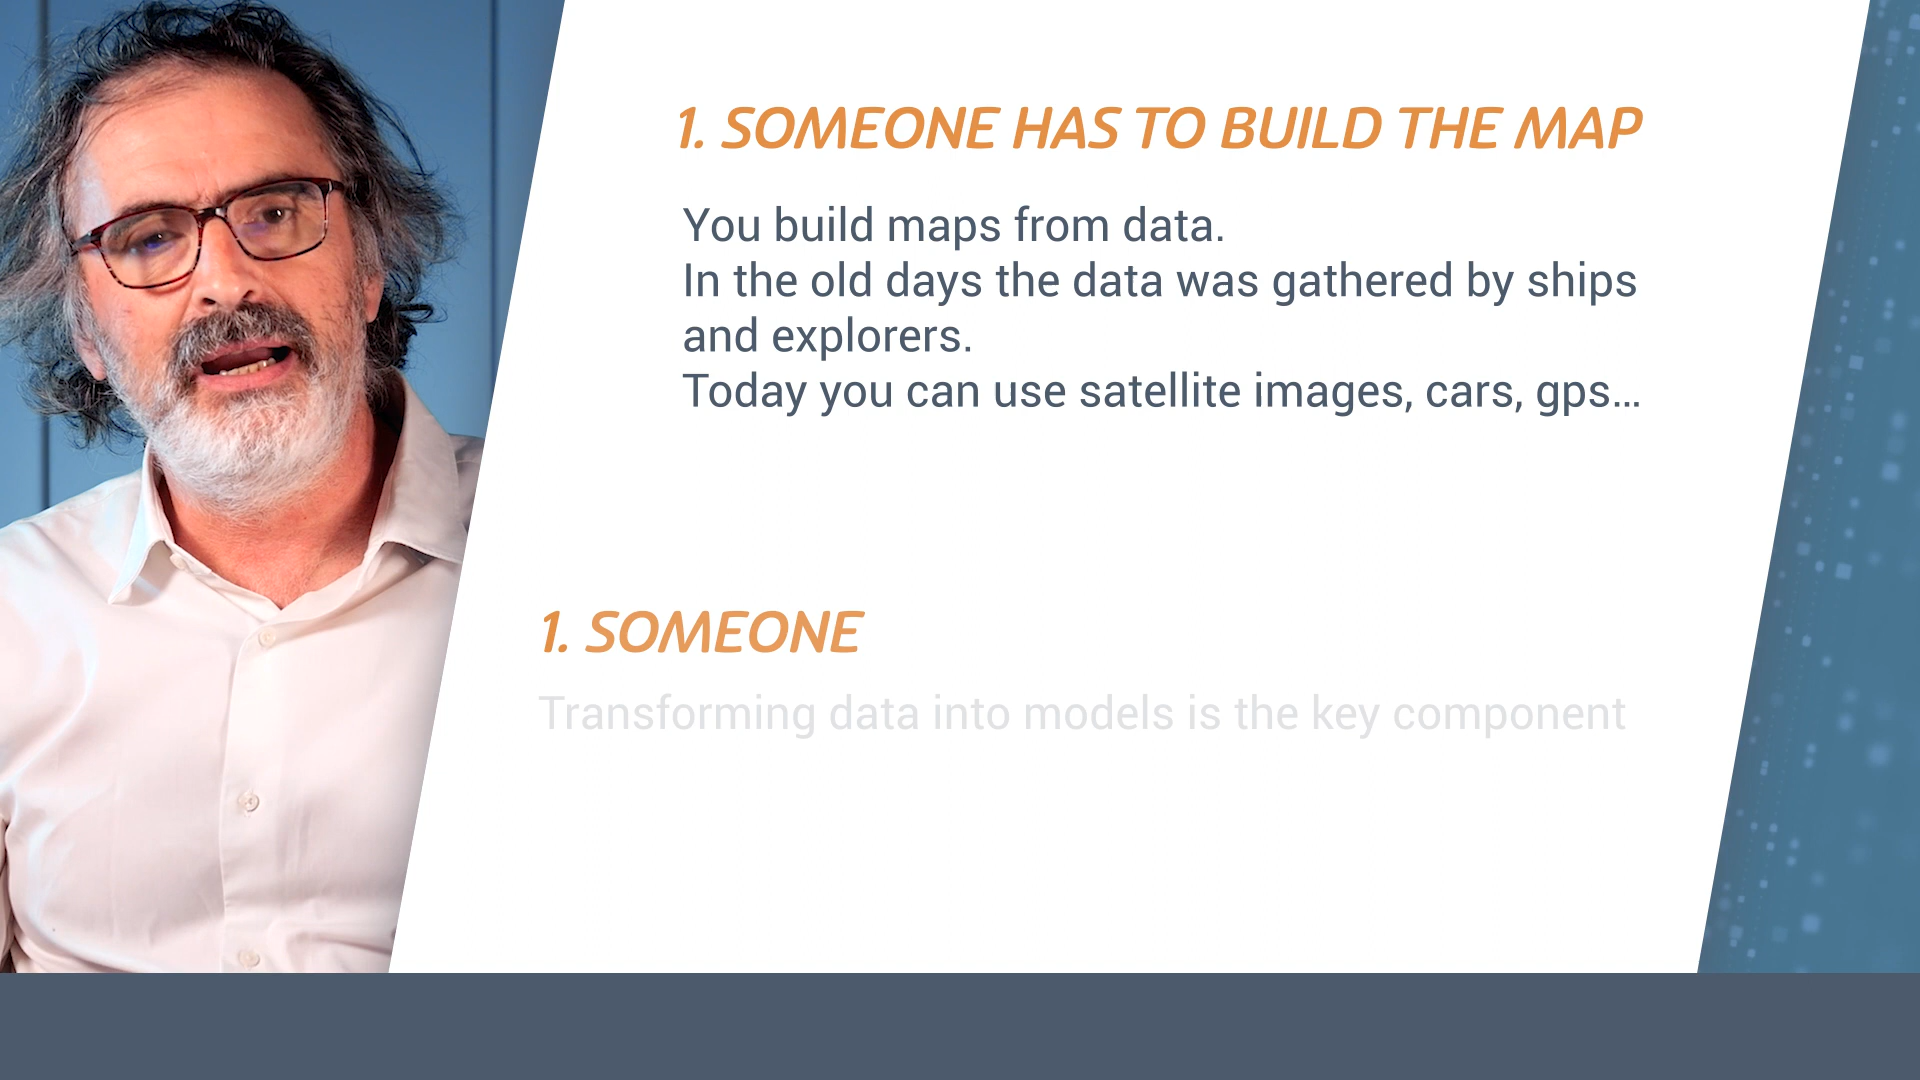 1. SOMEONE HAS TO BUILD THE MAP
You build maps from data.
In the old days the data was gathered by ships
and explorers.
Today you can use satellite images, cars, gps...
1. SOMEONE
Transforming data into models is the key component